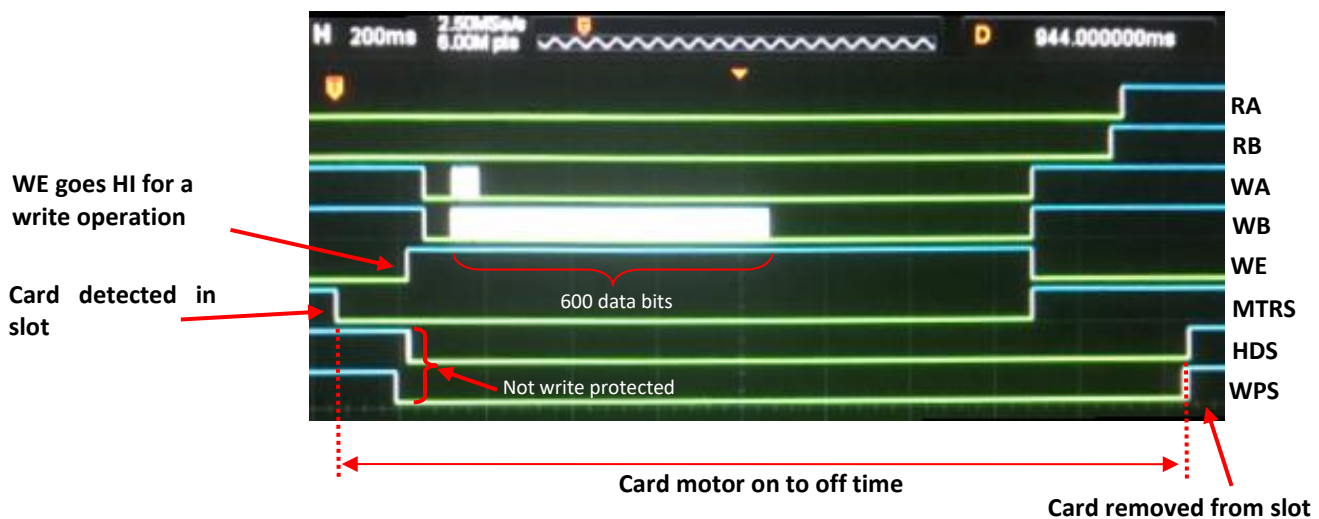 H 200ms 2.50MSa/s
6.00M pts
D 944.000000ms
RA
RB
WE goes HI for a
write operation
WA
WB
WE
Card detected in
slot
600 data bits
MTRS
HDS
Not write protected
WPS
Card motor on to off time
Card removed from slot